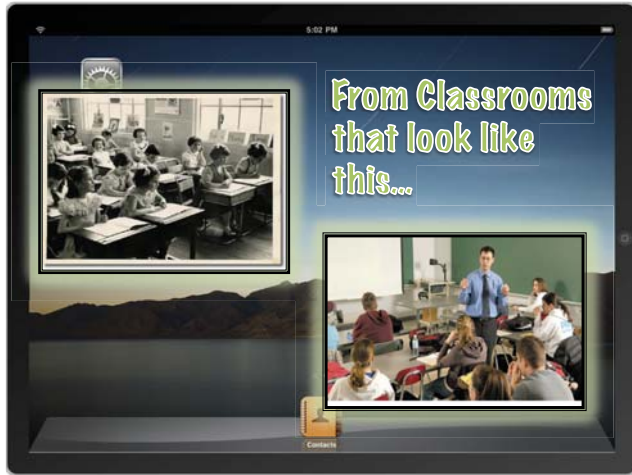 5:02 PM
From Classrooms
that look like
this...
Contacts